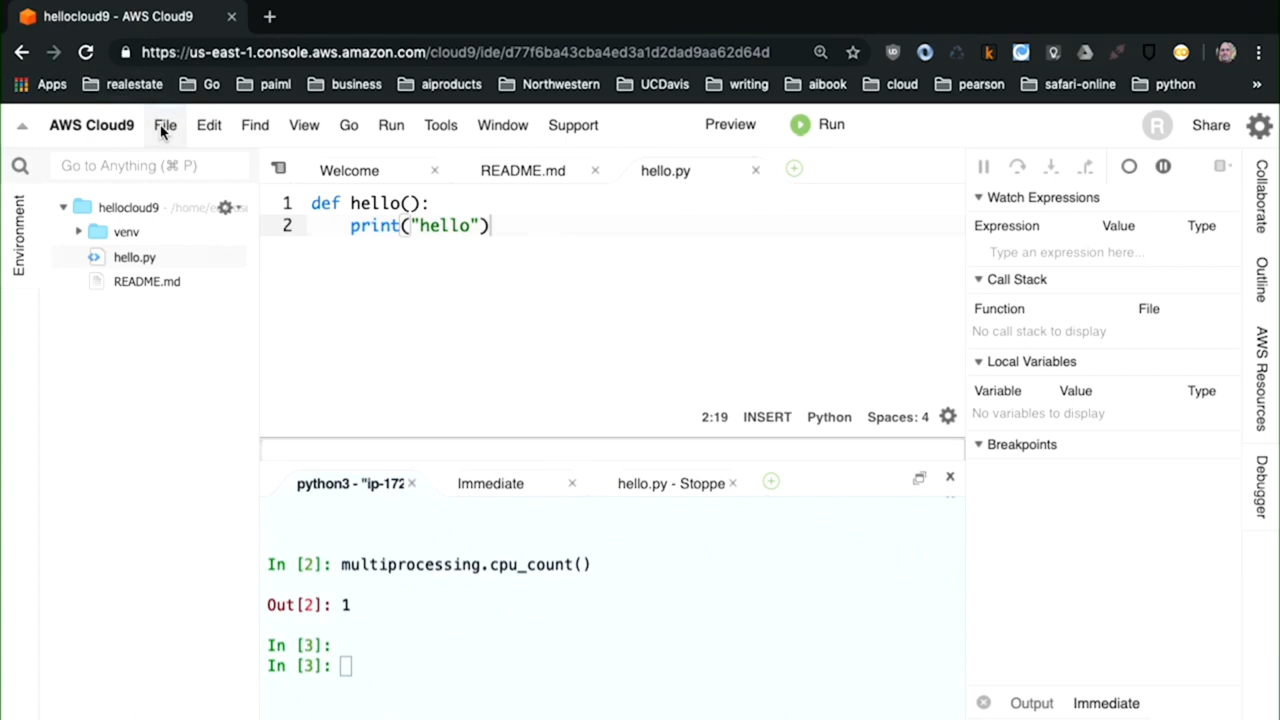 hellocloud9 - AWS Cloud9
https://us-east-1.console.aws.amazon.com/cloud9/ide/d77f6ba43cba4ed3a1d2dad9aa62d64d
Apps realestate Go paiml business aiproducts Northwestern UCDavis writing aibook cloud pearson safari-online python »
AWS Cloud9 File Edit Find View Go Run Tools Window Support Preview Run R Share
Go to Anything (⌘ P)
Welcome README.md hello.py
Environment
hellocloud9 - /home/
venv
hello.py
README.md
1 def hello():
2 print("hello")
2:19 INSERT Python Spaces: 4
python3 - "ip-172 Immediate hello.py - Stoppe
In [2]: multiprocessing.cpu_count()
Out[2]: 1
In [3]:
In [3]:
Watch Expressions
Expression Value Type
Type an expression here...
Call Stack
Function File
No call stack to display
Local Variables
Variable Value Type
No variables to display
Breakpoints
Output Immediate
Collaborate
Outline
AWS Resources
Debugger